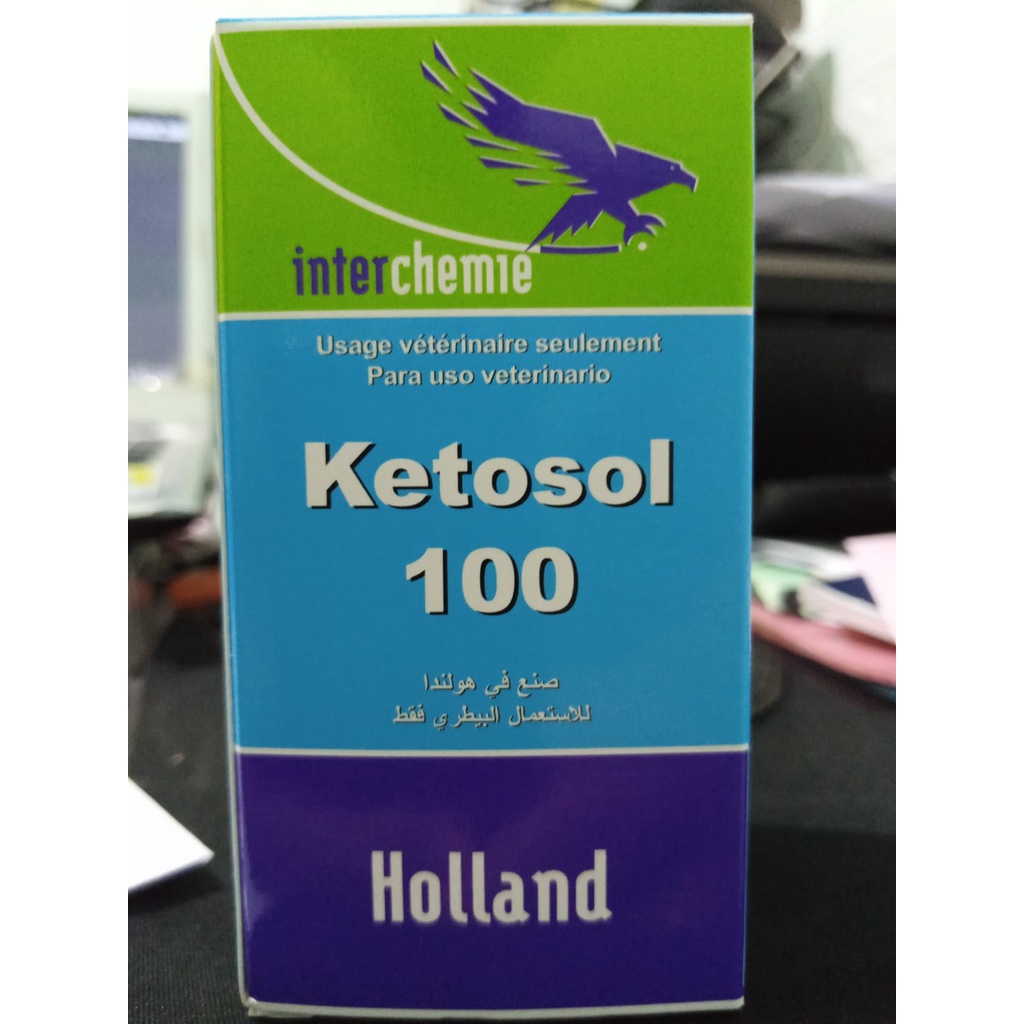 interchemie
Usage vétérinaire seulement
Para uso veterinario
Ketosol
100
صنع في هولندا
للاستعمال البيطري فقط
Holland